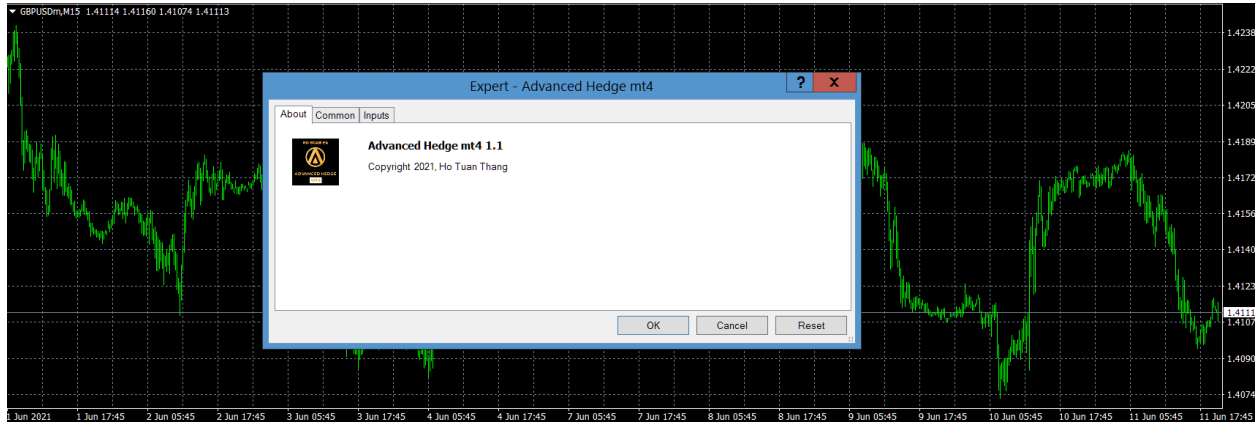 GBPUSDm,M15 1.41114 1.41160 1.41074 1.41113
Expert - Advanced Hedge mt4
? X
About Common Inputs
HO TUAN THANG
ADVANCED HEDGE
Advanced Hedge mt4 1.1
Copyright 2021, Ho Tuan Thang
OK Cancel Reset
1.4238
1.4222
1.4205
1.4189
1.4172
1.4156
1.4140
1.4123
1.4111
1.4107
1.4090
1.4074
1 Jun 2021 1 Jun 17:45 2 Jun 05:45 2 Jun 17:45 3 Jun 05:45 3 Jun 17:45 4 Jun 05:45 4 Jun 17:45 7 Jun 05:45 7 Jun 17:45 8 Jun 05:45 8 Jun 17:45 9 Jun 05:45 9 Jun 17:45 10 Jun 05:45 10 Jun 17:45 11 Jun 05:45 11 Jun 17:45